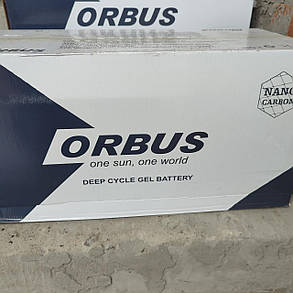 ORBUS
NANO
CARBON
ORBUS
one sun, one world
DEEP CYCLE GEL BATTERY